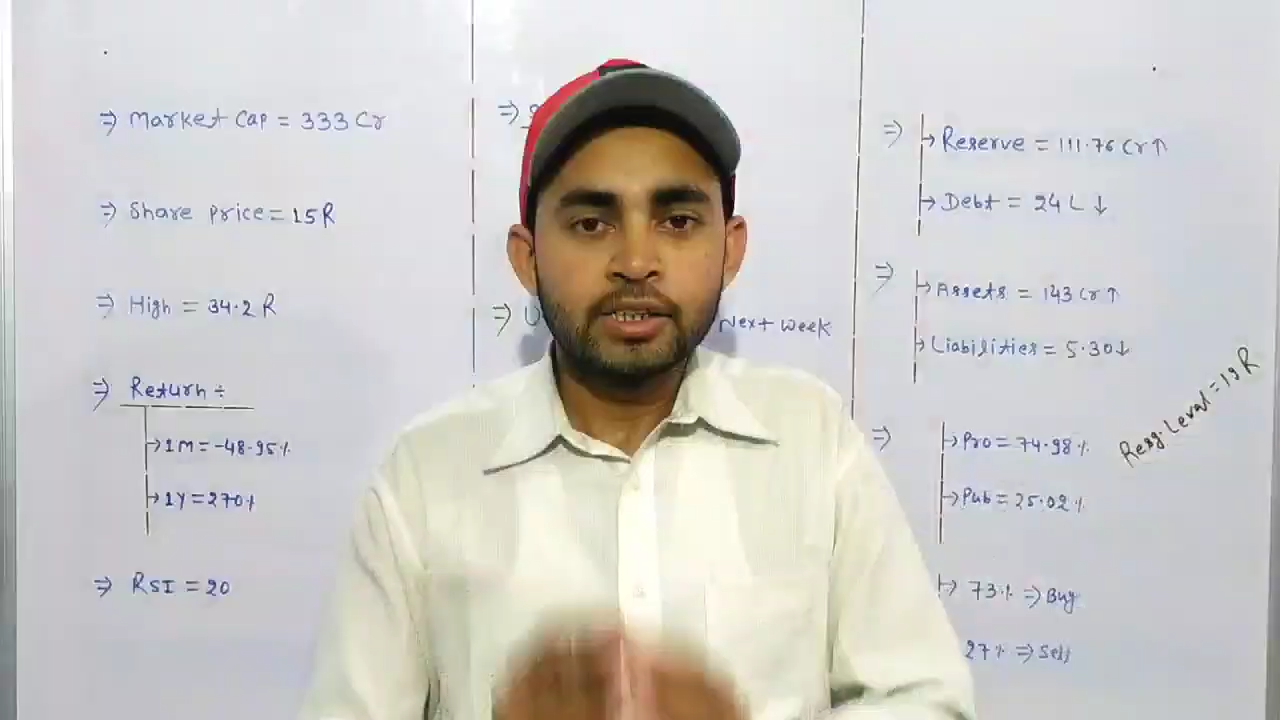 ⇒ Market Cap = 333 Cr
⇒ Share price = 15 R
⇒ High = 34.2 R
⇒ Return ÷
→ 1M = -48.95%
→ 1Y = 270%
⇒ RSI = 20
⇒
⇒ Next Week
⇒ → Reserve = 111.76 Cr ↑
→ Debt = 24 L ↓
⇒ → Assets = 143 Cr ↑
→ Liabilities = 5.30 ↓
⇒ → Pro = 74.98%
→ Pub = 25.02%
→ 73% ⇒ Buy
27% ⇒ Sell
Resg. Level = 19 R